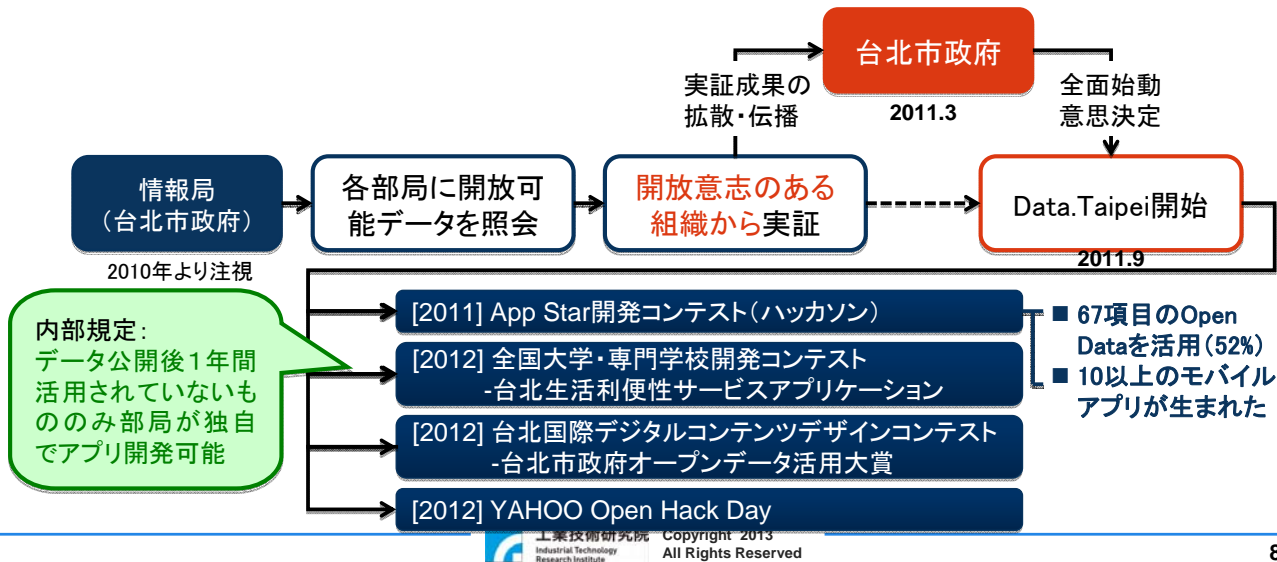 台北市政府
実証成果の
拡散・伝播
2011.3
全面始動
意思決定
情報局
（台北市政府）
2010年より注視
各部局に開放可
能データを照会
開放意志のある
組織から実証
Data.Taipei開始
2011.9
内部規定：
データ公開後１年間
活用されていないも
ののみ部局が独自
でアプリ開発可能
[2011] App Star開発コンテスト（ハッカソン）
[2012] 全国大学・専門学校開発コンテスト
-台北生活利便性サービスアプリケーション
[2012] 台北国際デジタルコンテンツデザインコンテスト
-台北市政府オープンデータ活用大賞
[2012] YAHOO Open Hack Day
■ 67項目のOpen
Dataを活用（52%）
■ 10以上のモバイル
アプリが生まれた
工業技術研究院
Industrial Technology
Research Institute
Copyright 2013
All Rights Reserved
8